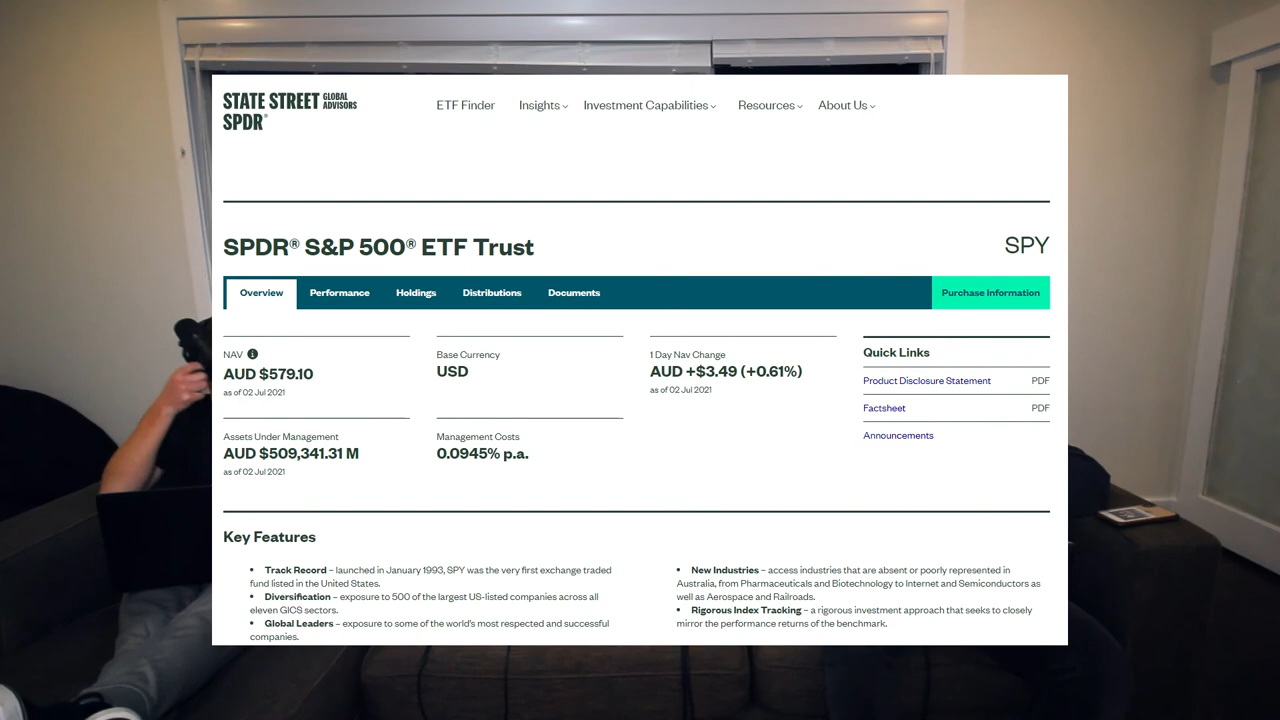 STATE STREET GLOBAL ADVISORS
SPDR®
ETF Finder Insights Investment Capabilities Resources About Us
SPDR® S&P 500® ETF Trust
SPY
Overview Performance Holdings Distributions Documents Purchase Information
NAV
AUD $579.10
as of 02 Jul 2021
Base Currency
USD
1 Day Nav Change
AUD +$3.49 (+0.61%)
as of 02 Jul 2021
Quick Links
Product Disclosure Statement PDF
Factsheet PDF
Announcements
Assets Under Management
AUD $509,341.31 M
as of 02 Jul 2021
Management Costs
0.0945% p.a.
Key Features
• Track Record – launched in January 1993, SPY was the very first exchange traded
fund listed in the United States.
• Diversification – exposure to 500 of the largest US-listed companies across all
eleven GICS sectors.
• Global Leaders – exposure to some of the world's most respected and successful
companies.
• New Industries – access industries that are absent or poorly represented in
Australia, from Pharmaceuticals and Biotechnology to Internet and Semiconductors as
well as Aerospace and Railroads.
• Rigorous Index Tracking – a rigorous investment approach that seeks to closely
mirror the performance returns of the benchmark.